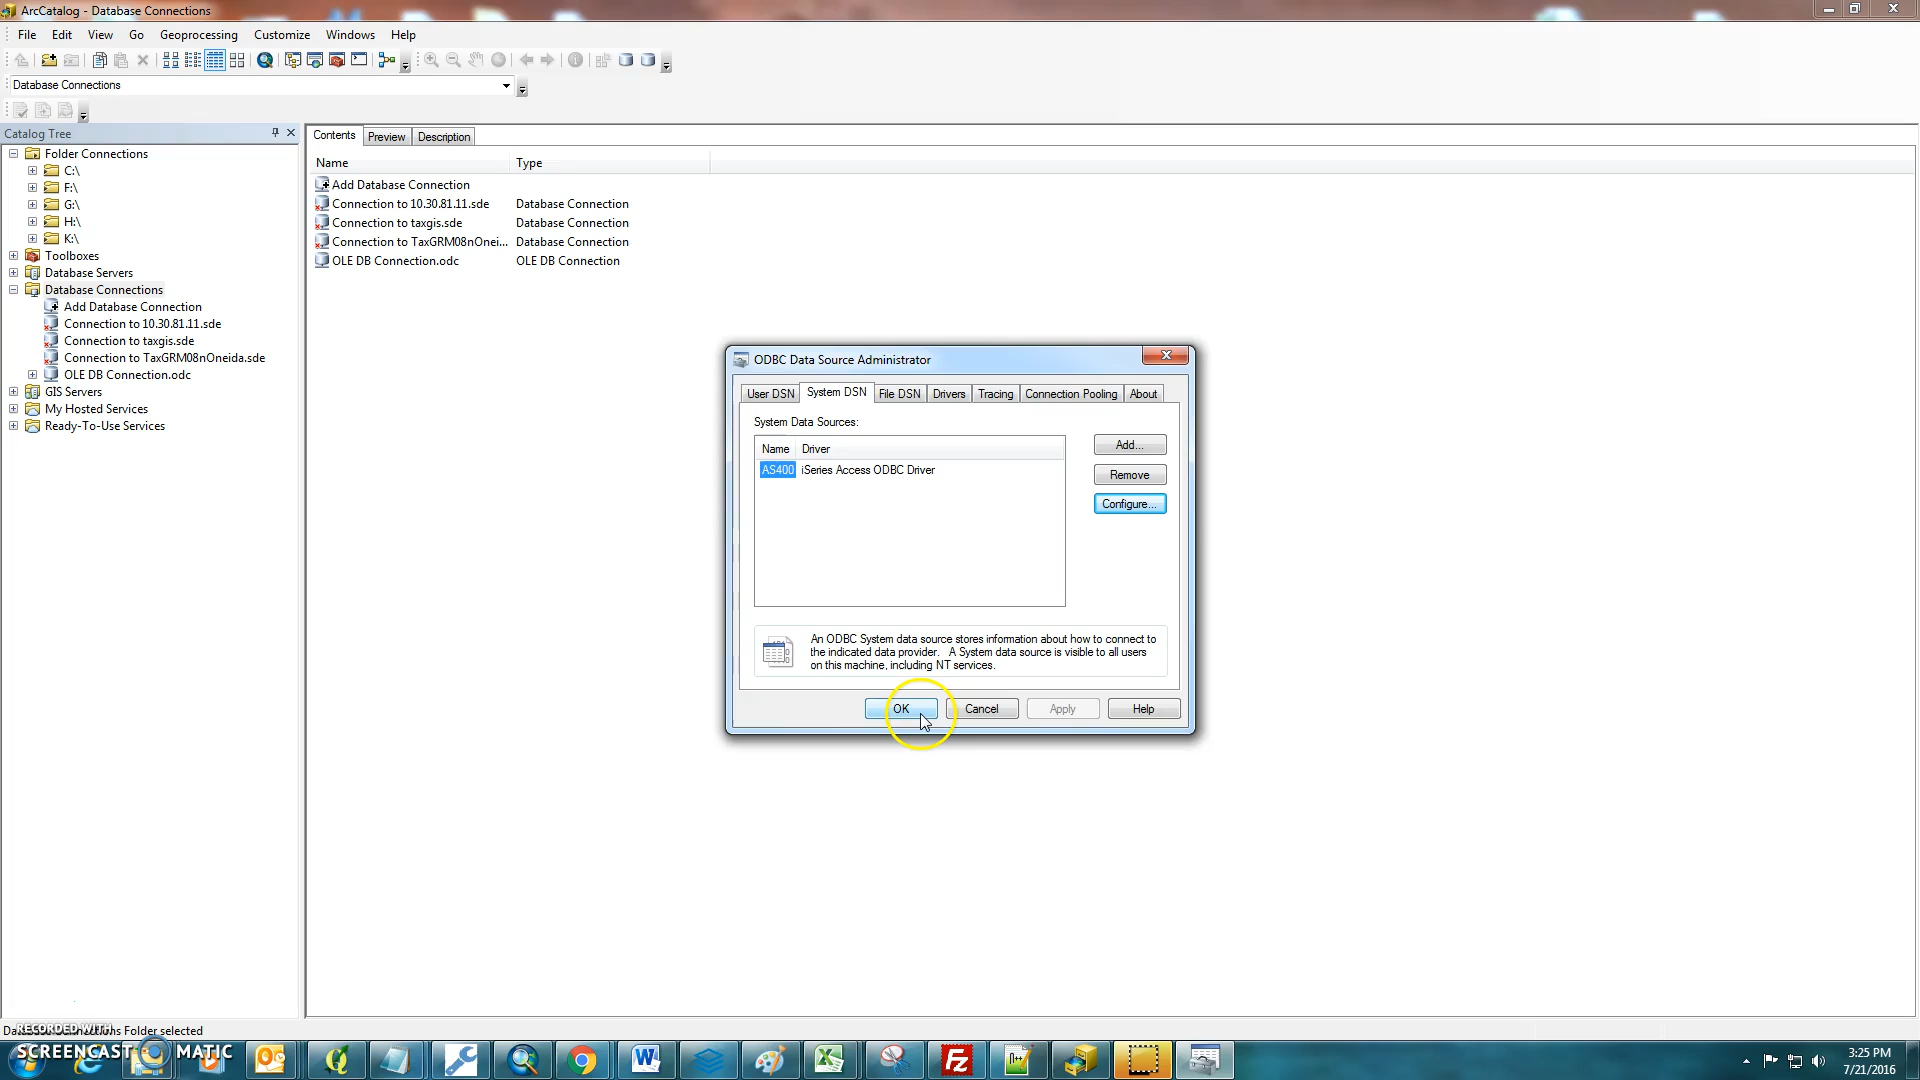 ArcCatalog - Database Connections
File Edit View Go Geoprocessing Customize Windows Help
Database Connections
Catalog Tree
Folder Connections
C:\
F:\
G:\
H:\
K:\
Toolboxes
Database Servers
Database Connections
Add Database Connection
Connection to 10.30.81.11.sde
Connection to taxgis.sde
Connection to TaxGRM08nOneida.sde
OLE DB Connection.odc
GIS Servers
My Hosted Services
Ready-To-Use Services
Contents Preview Description
Name Type
Add Database Connection
Connection to 10.30.81.11.sde Database Connection
Connection to taxgis.sde Database Connection
Connection to TaxGRM08nOnei... Database Connection
OLE DB Connection.odc OLE DB Connection
ODBC Data Source Administrator
User DSN System DSN File DSN Drivers Tracing Connection Pooling About
System Data Sources:
Name Driver
AS400 iSeries Access ODBC Driver
Add...
Remove
Configure...
An ODBC System data source stores information about how to connect to
the indicated data provider. A System data source is visible to all users
on this machine, including NT services.
OK Cancel Apply Help
Folder selected
RECORDED WITH
SCREENCAST MATIC
3:25 PM
7/21/2016